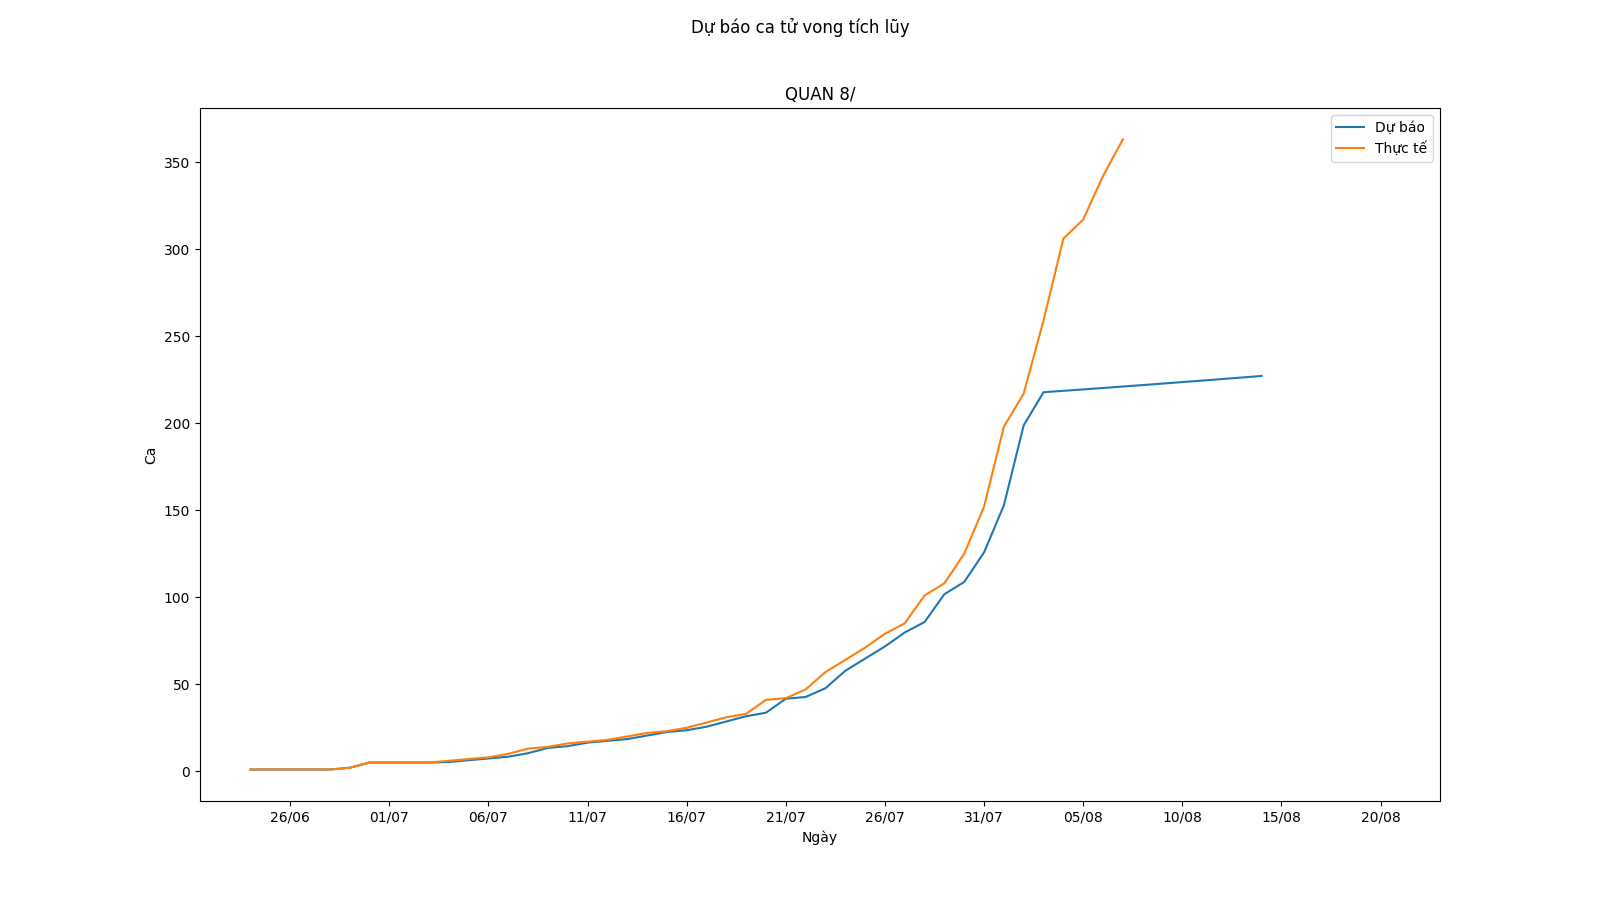 Dự báo ca tử vong tích lũy
QUAN 8/
Dự báo
Thực tế
350
300
250
200
150
100
50
0
Ca
26/06 01/07 06/07 11/07 16/07 21/07 26/07 31/07 05/08 10/08 15/08 20/08
Ngày